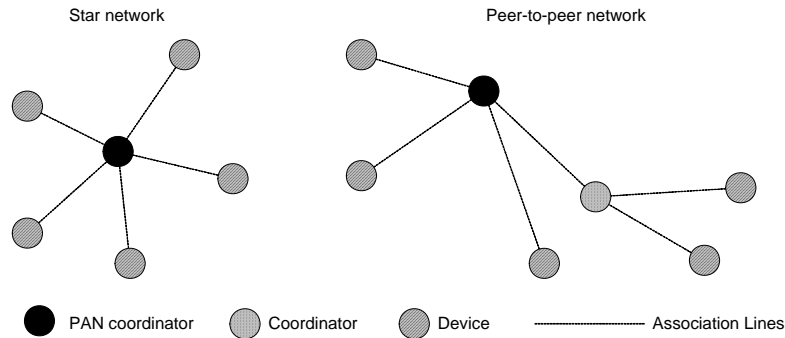 Star network
Peer-to-peer network
PAN coordinator
Coordinator
Device
Association Lines